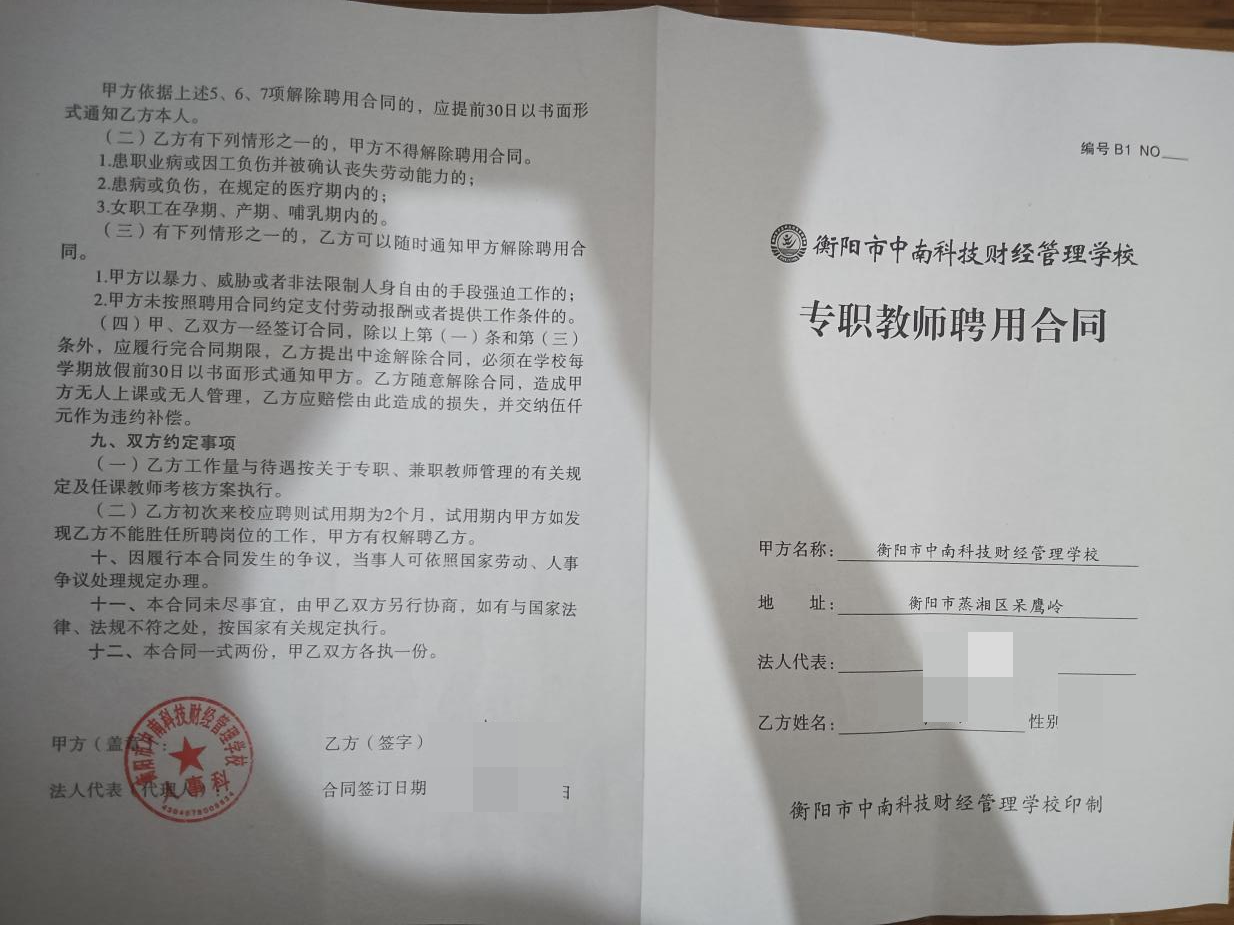 甲方依据上述5、6、7项解除聘用合同的，应提前30日以书面形
式通知乙方本人。
（二）乙方有下列情形之一的，甲方不得解除聘用合同。
1.患职业病或因工负伤并被确认丧失劳动能力的；
2.患病或负伤，在规定的医疗期内的；
3.女职工在孕期、产期、哺乳期内的。
（三）有下列情形之一的，乙方可以随时通知甲方解除聘用合
同。
1.甲方以暴力、威胁或者非法限制人身自由的手段强迫工作的；
2.甲方未按照聘用合同约定支付劳动报酬或者提供工作条件的。
（四）甲、乙双方一经签订合同，除以上第（一）条和第（三）
条外，应履行完合同期限，乙方提出中途解除合同，必须在学校每
学期放假前30日以书面形式通知甲方。乙方随意解除合同，造成甲
方无人上课或无人管理，乙方应赔偿由此造成的损失，并交纳伍仟
元作为违约补偿。
九、双方约定事项
（一）乙方工作量与待遇按关于专职、兼职教师管理的有关规
定及任课教师考核方案执行。
（二）乙方初次来校应聘则试用期为2个月，试用期内甲方如发
现乙方不能胜任所聘岗位的工作，甲方有权解聘乙方。
十、因履行本合同发生的争议，当事人可依照国家劳动、人事
争议处理规定办理。
十一、本合同未尽事宜，由甲乙双方另行协商，如有与国家法
律、法规不符之处，按国家有关规定执行。
十二、本合同一式两份，甲乙双方各执一份。
甲方（盖章）： 乙方（签字）
法人代表（代理人）： 合同签订日期 日
衡阳市中南科技财经管理学校
人事科
编号 B1 NO___
衡阳市中南科技财经管理学校
专职教师聘用合同
甲方名称：衡阳市中南科技财经管理学校
地 址：衡阳市蒸湘区呆鹰岭
法人代表：
乙方姓名： 性别
衡阳市中南科技财经管理学校印制